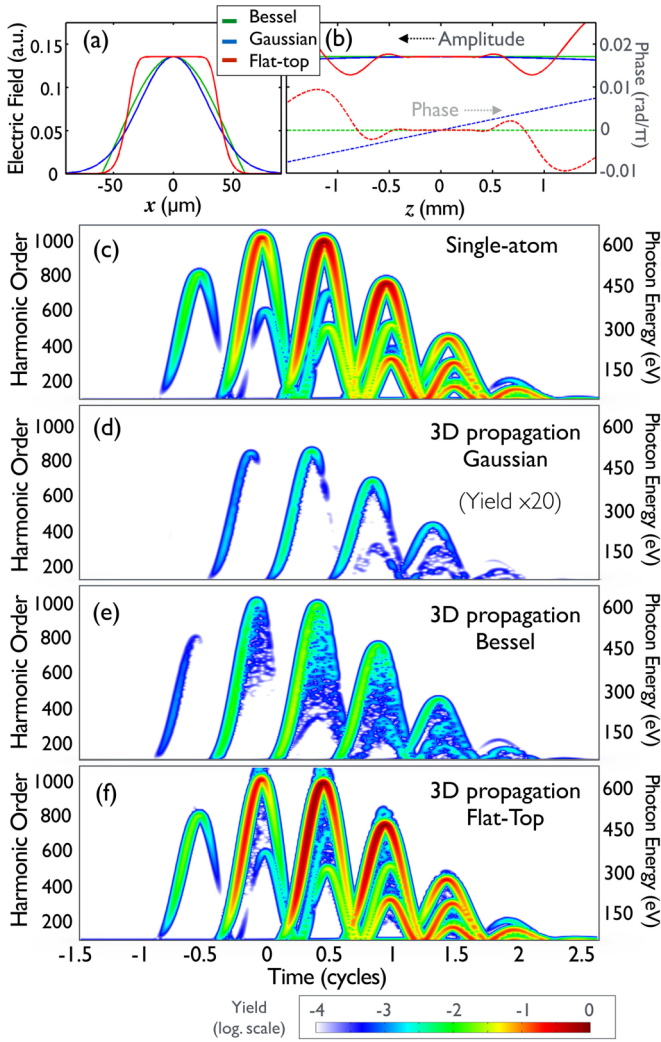 Bessel
Gaussian
Flat-top
(a)
(b)
Amplitude
Phase
Electric Field (a.u.)
0.15
0.1
0.05
0
-50 0 50
x (μm)
-1 -0.5 0 0.5 1
z (mm)
0.02
0.01
0
-0.01
Phase (rad/π)
(c)
Single-atom
Harmonic Order
1000
800
600
400
200
600
450
300
150
Photon Energy (eV)
(d)
3D propagation
Gaussian
(Yield ×20)
Harmonic Order
1000
800
600
400
200
600
450
300
150
Photon Energy (eV)
(e)
3D propagation
Bessel
Harmonic Order
1000
800
600
400
200
600
450
300
150
Photon Energy (eV)
(f)
3D propagation
Flat-Top
Harmonic Order
1000
800
600
400
200
600
450
300
150
Photon Energy (eV)
-1.5 -1 -0.5 0 0.5 1 1.5 2 2.5
Time (cycles)
Yield
(log. scale)
-4 -3 -2 -1 0